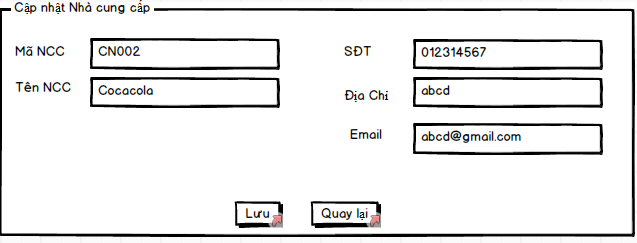 Cập nhật Nhà cung cấp
Mã NCC CN002 SĐT 012314567
Tên NCC Cocacola Địa Chỉ abcd
Email abcd@gmail.com
Lưu Quay lại